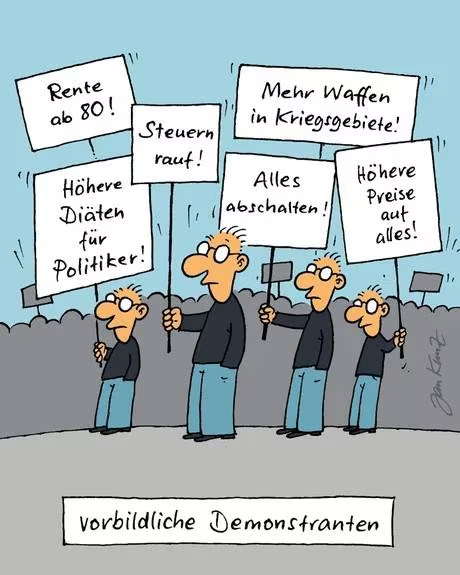 Rente
ab 80!
Steuern
rauf!
Mehr Waffen
in Kriegsgebiete!
Höhere
Diäten
für
Politiker!
Alles
abschalten!
Höhere
Preise
auf
alles!
Jan Kunz
vorbildliche Demonstranten